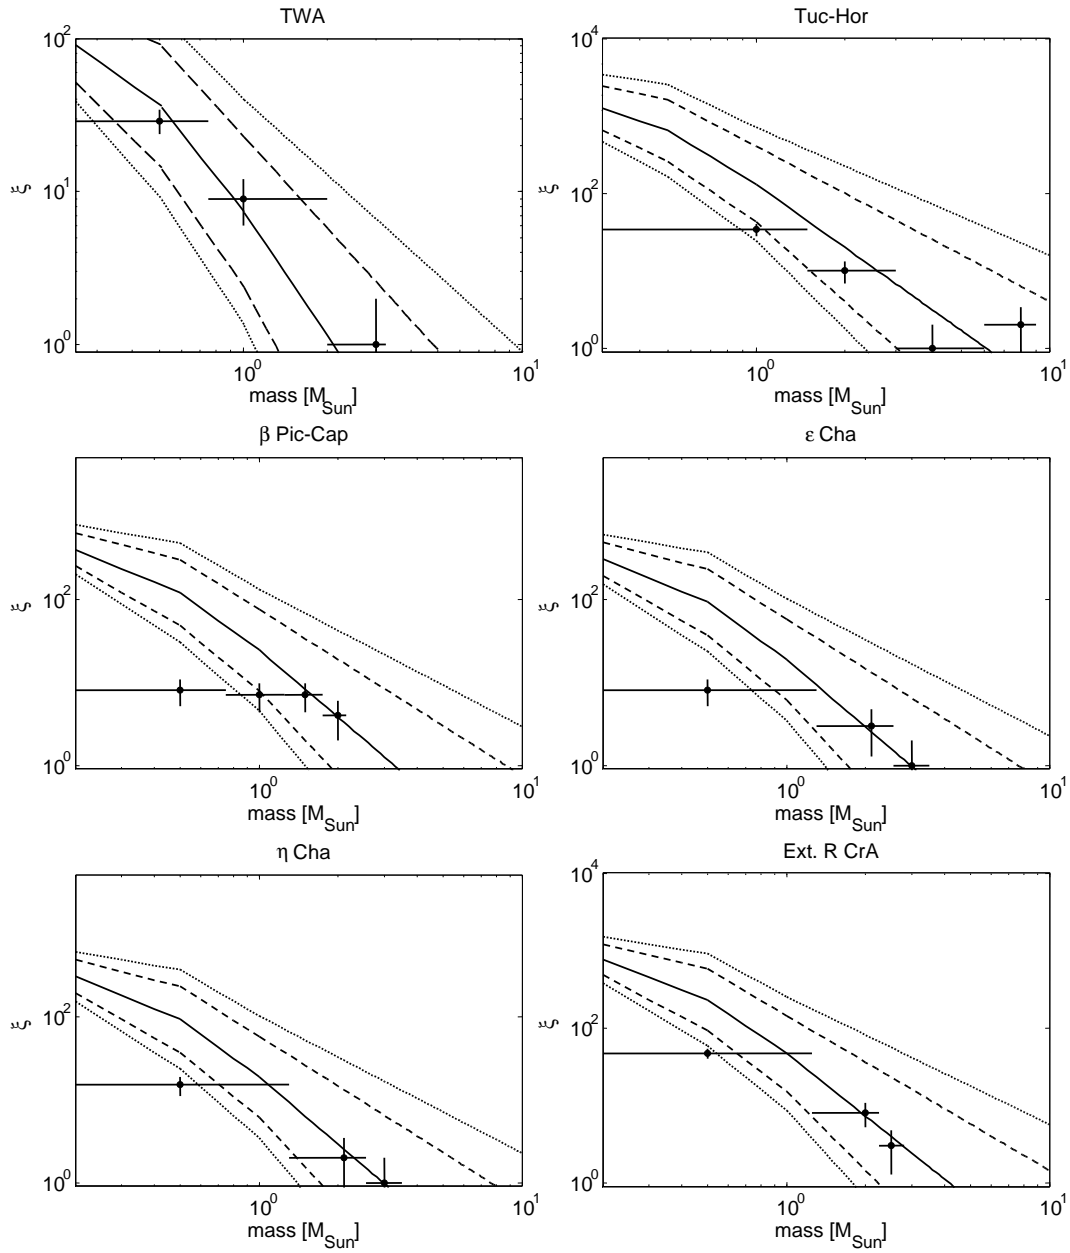 TWA
10^2
10^1
10^0
ξ
10^0
10^1
mass [M_Sun]
Tuc-Hor
10^4
10^2
10^0
ξ
10^0
10^1
mass [M_Sun]
β Pic-Cap
10^2
10^0
ξ
10^0
10^1
mass [M_Sun]
ε Cha
10^2
10^0
ξ
10^0
10^1
mass [M_Sun]
η Cha
10^2
10^0
ξ
10^0
10^1
mass [M_Sun]
Ext. R CrA
10^4
10^2
10^0
ξ
10^0
10^1
mass [M_Sun]